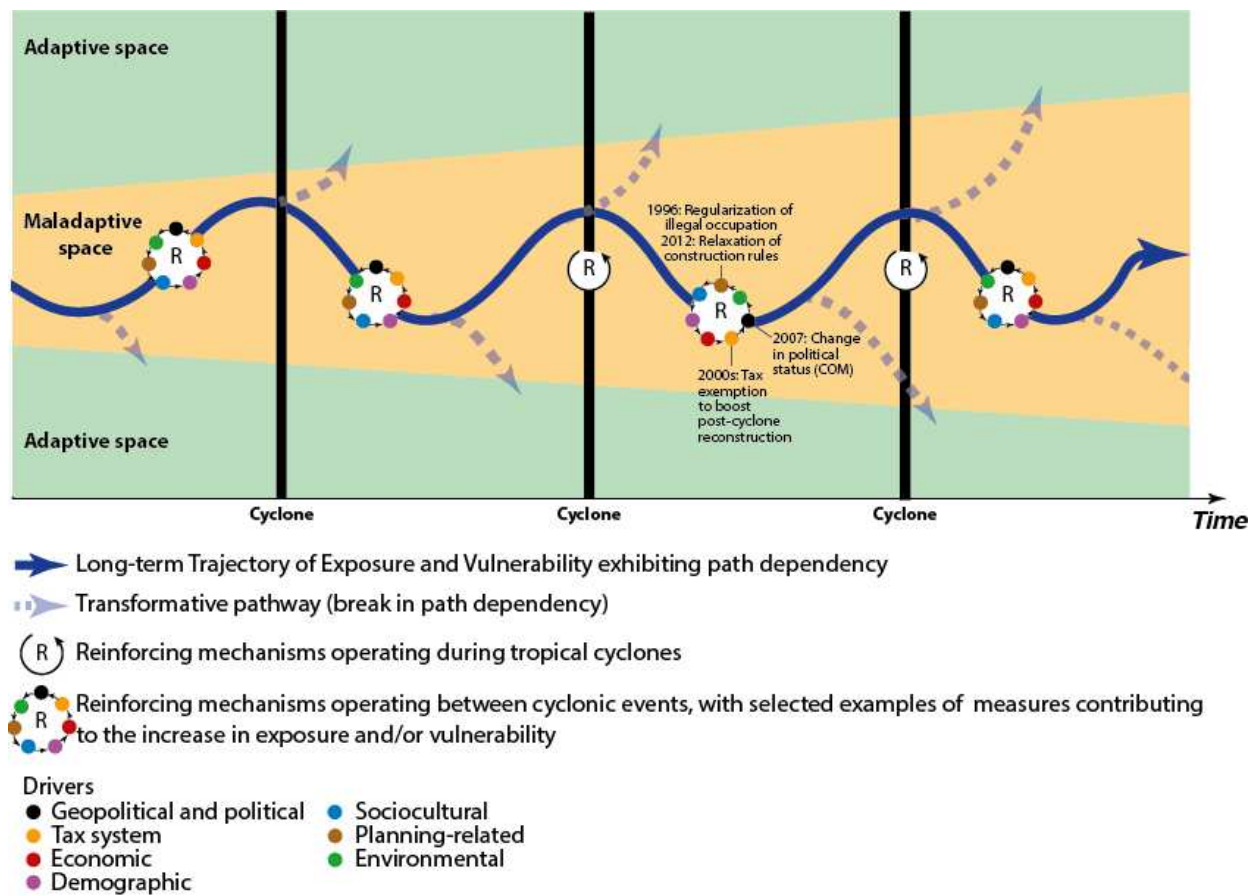 Adaptive space
Maladaptive
space
R
R
R
1996: Regularization of
illegal occupation
2012: Relaxation of
construction rules
R
2007: Change
in political
status (COM)
2000s: Tax
exemption
to boost
post-cyclone
reconstruction
R
R
Adaptive space
Cyclone
Cyclone
Cyclone
Time
Long-term Trajectory of Exposure and Vulnerability exhibiting path dependency
Transformative pathway (break in path dependency)
R
Reinforcing mechanisms operating during tropical cyclones
R
Reinforcing mechanisms operating between cyclonic events, with selected examples of measures contributing
to the increase in exposure and/or vulnerability
Drivers
Geopolitical and political
Tax system
Economic
Demographic
Sociocultural
Planning-related
Environmental